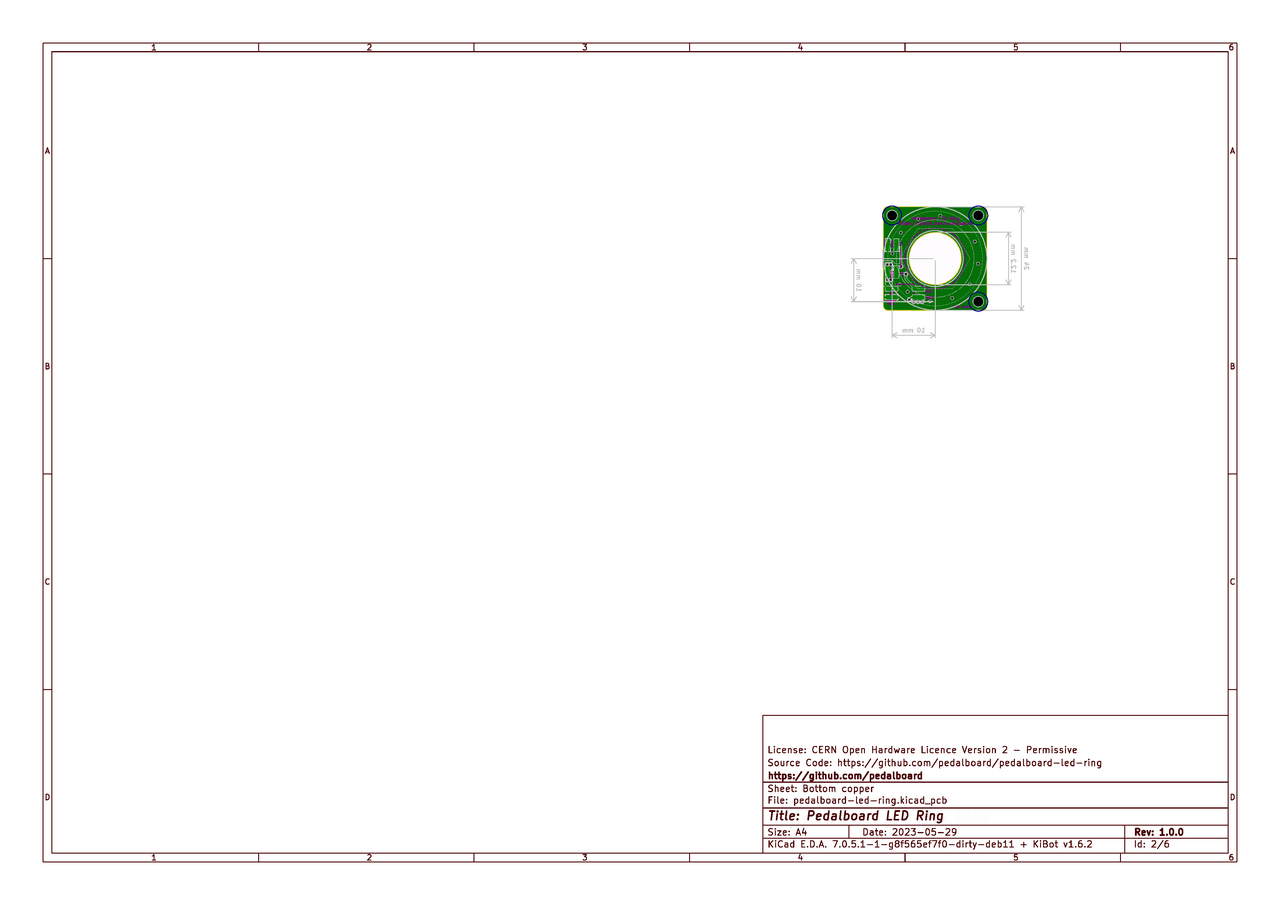 1 2 3 4 5 6
A A
10 mm
12.2 mm
24 mm
10 mm
B B
C C
License: CERN Open Hardware Licence Version 2 - Permissive
Source Code: https://github.com/pedalboard/pedalboard-led-ring
https://github.com/pedalboard
Sheet: Bottom copper
D D
File: pedalboard-led-ring.kicad_pcb
Title: Pedalboard LED Ring
Size: A4 Date: 2023-05-29 Rev: 1.0.0
KiCad E.D.A. 7.0.5.1-1-g8f565ef7f0-dirty-deb11 + KiBot v1.6.2 Id: 2/6
1 2 3 4 5 6